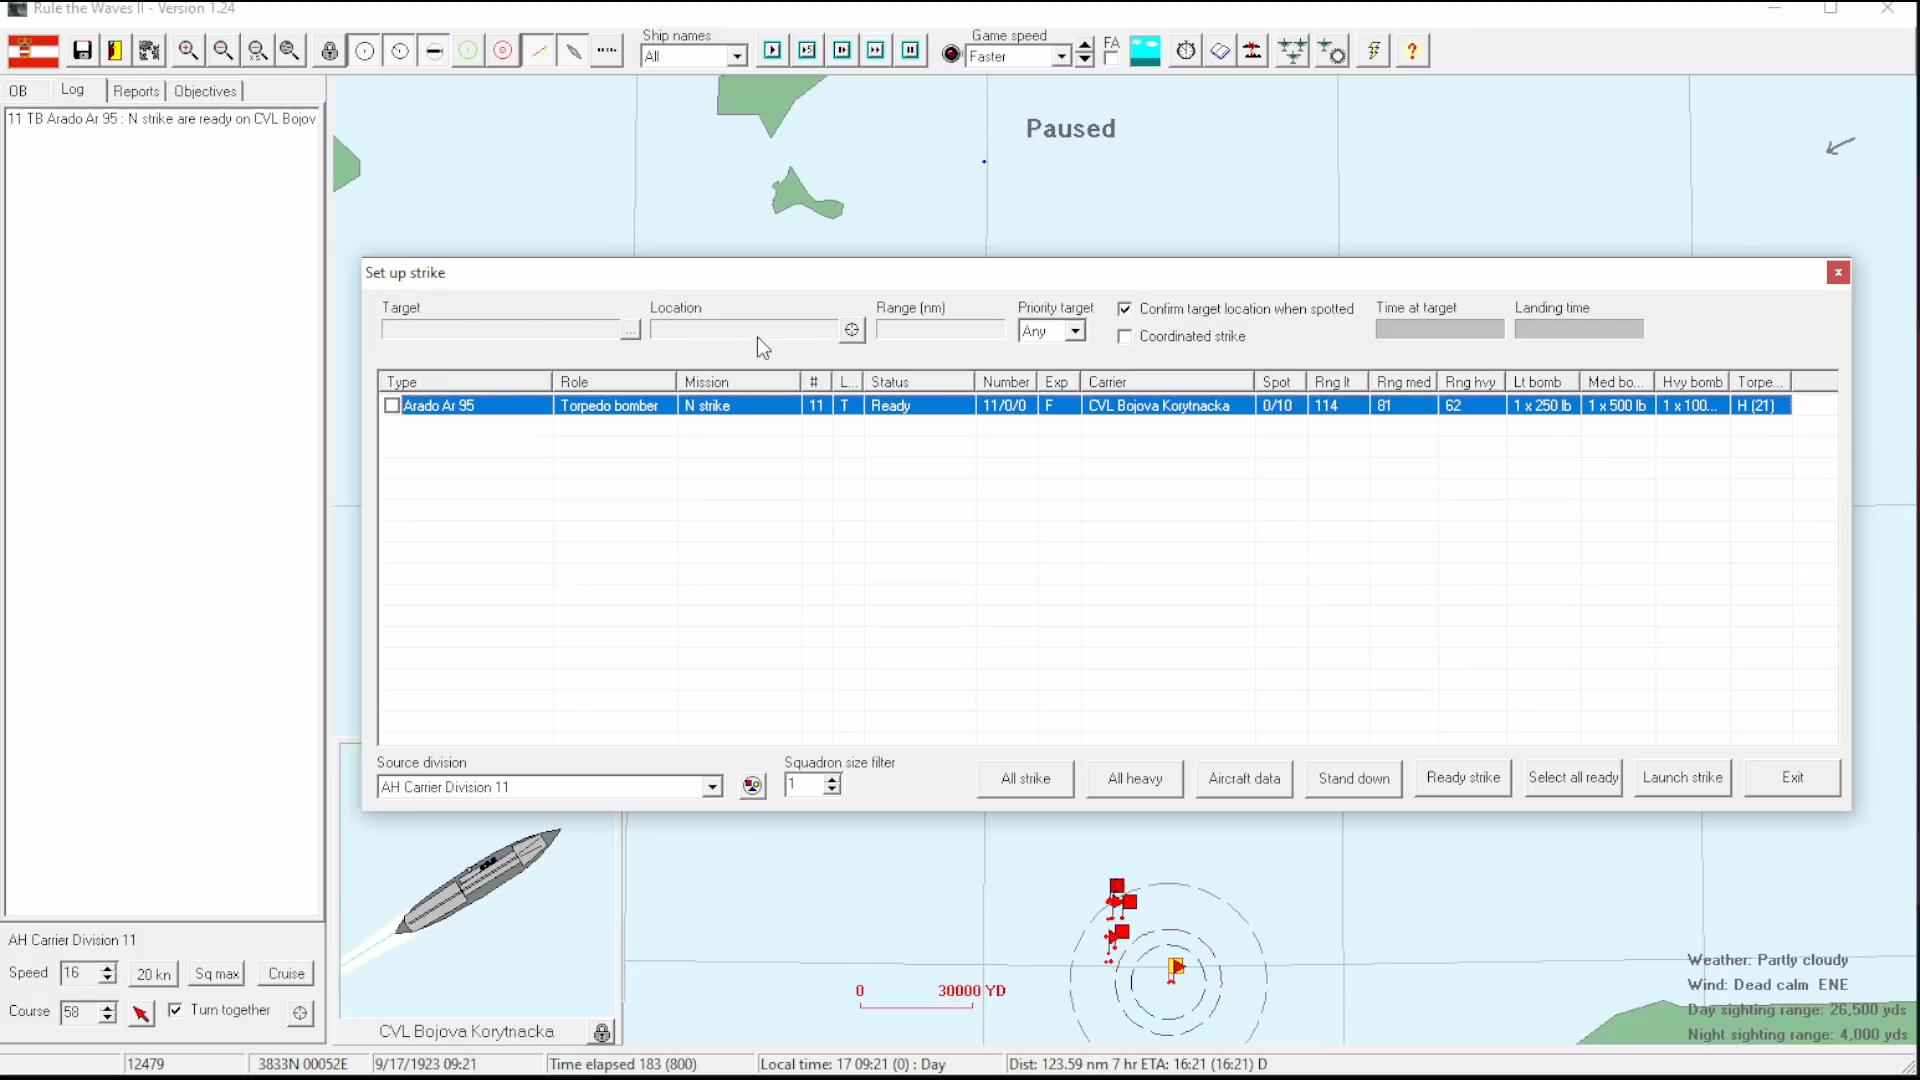 Rule the Waves II - Version 1.24
Ship names
All
Game speed
Faster
FA
OB
Log
Reports
Objectives
11 TB Arado Ar 95 : N strike are ready on CVL Bojov
Paused
Set up strike
Target
Location
Range (nm)
Priority target
Any
Confirm target location when spotted
Coordinated strike
Time at target
Landing time
...
Type Role Mission # L... Status Number Exp Carrier Spot Rng lt Rng med Rng hvy Lt bomb Med bo... Hvy bomb Torpe...
Arado Ar 95 Torpedo bomber N strike 11 T Ready 11/0/0 F CVL Bojova Korytnacka 0/10 114 81 62 1 x 250 lb 1 x 500 lb 1 x 100... H (21)
Source division
AH Carrier Division 11
Squadron size filter
1
All strike
All heavy
Aircraft data
Stand down
Ready strike
Select all ready
Launch strike
Exit
AH Carrier Division 11
Speed 16 20 kn Sq max Cruise
Course 58 Turn together
CVL Bojova Korytnacka
0 30000 YD
Weather: Partly cloudy
Wind: Dead calm ENE
Day sighting range: 26,500 yds
Night sighting range: 4,000 yds
12479 3833N 00052E 9/17/1923 09:21 Time elapsed 183 (800) Local time: 17 09:21 (0) : Day Dist: 123.59 nm 7 hr ETA: 16:21 (16:21) D